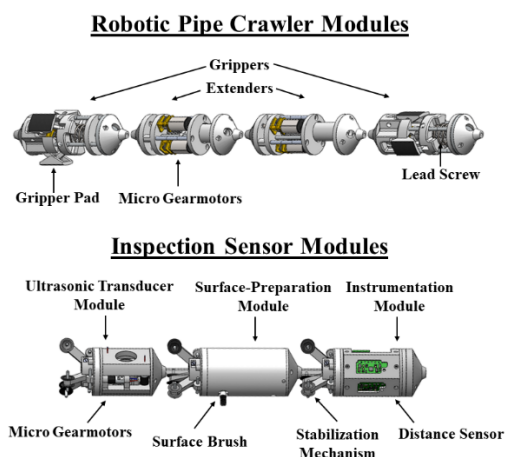 Robotic Pipe Crawler Modules
Grippers
Extenders
Lead Screw
Gripper Pad
Micro Gearmotors
Inspection Sensor Modules
Ultrasonic Transducer
Module
Surface-Preparation
Module
Instrumentation
Module
Micro Gearmotors
Surface Brush
Stabilization
Mechanism
Distance Sensor